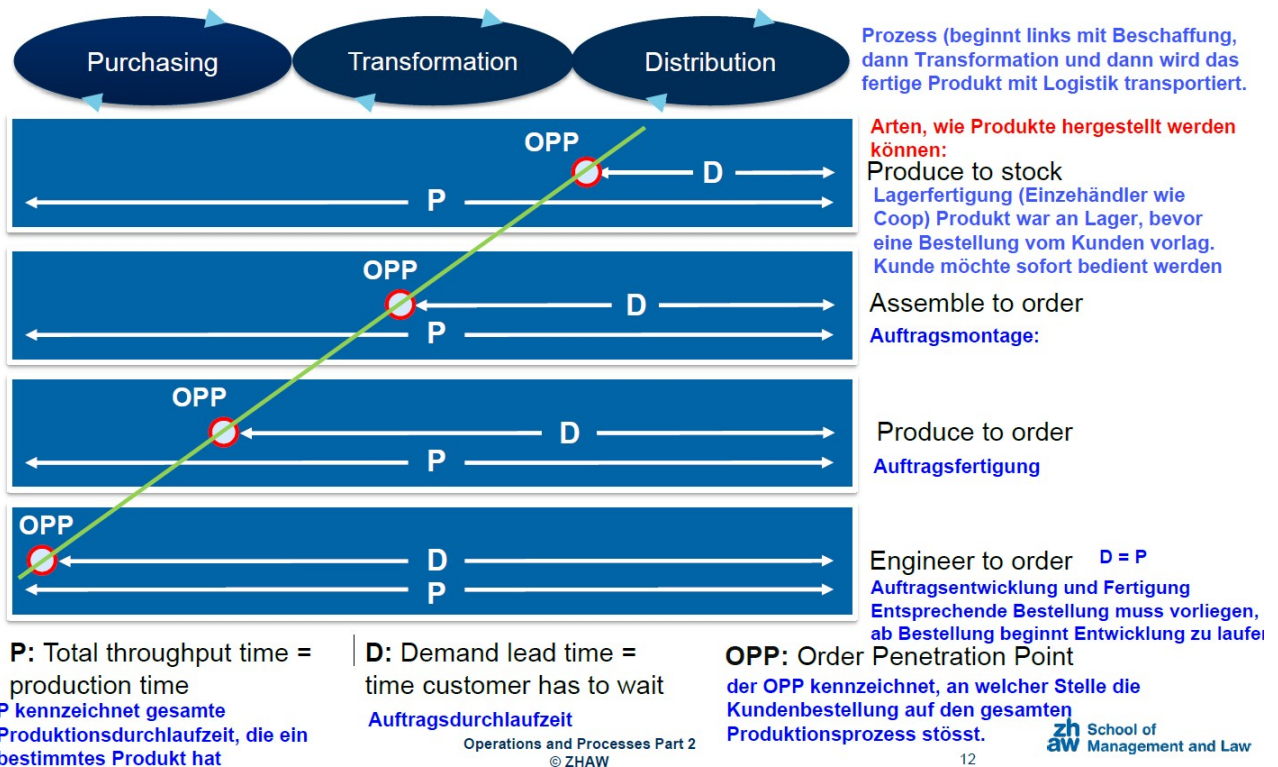 Purchasing
Transformation
Distribution
Prozess (beginnt links mit Beschaffung,
dann Transformation und dann wird das
fertige Produkt mit Logistik transportiert.
Arten, wie Produkte hergestellt werden
können:
OPP
D
P
Produce to stock
Lagerfertigung (Einzehändler wie
Coop) Produkt war an Lager, bevor
eine Bestellung vom Kunden vorlag.
Kunde möchte sofort bedient werden
OPP
D
P
Assemble to order
Auftragsmontage:
OPP
D
P
Produce to order
Auftragsfertigung
OPP
D
P
Engineer to order D = P
Auftragsentwicklung und Fertigung
Entsprechende Bestellung muss vorliegen,
ab Bestellung beginnt Entwicklung zu laufen
P: Total throughput time =
production time
P kennzeichnet gesamte
Produktionsdurchlaufzeit, die ein
bestimmtes Produkt hat
D: Demand lead time =
time customer has to wait
Auftragsdurchlaufzeit
OPP: Order Penetration Point
der OPP kennzeichnet, an welcher Stelle die
Kundenbestellung auf den gesamten
Produktionsprozess stösst.
Operations and Processes Part 2
© ZHAW
12
zh
aw
School of
Management and Law